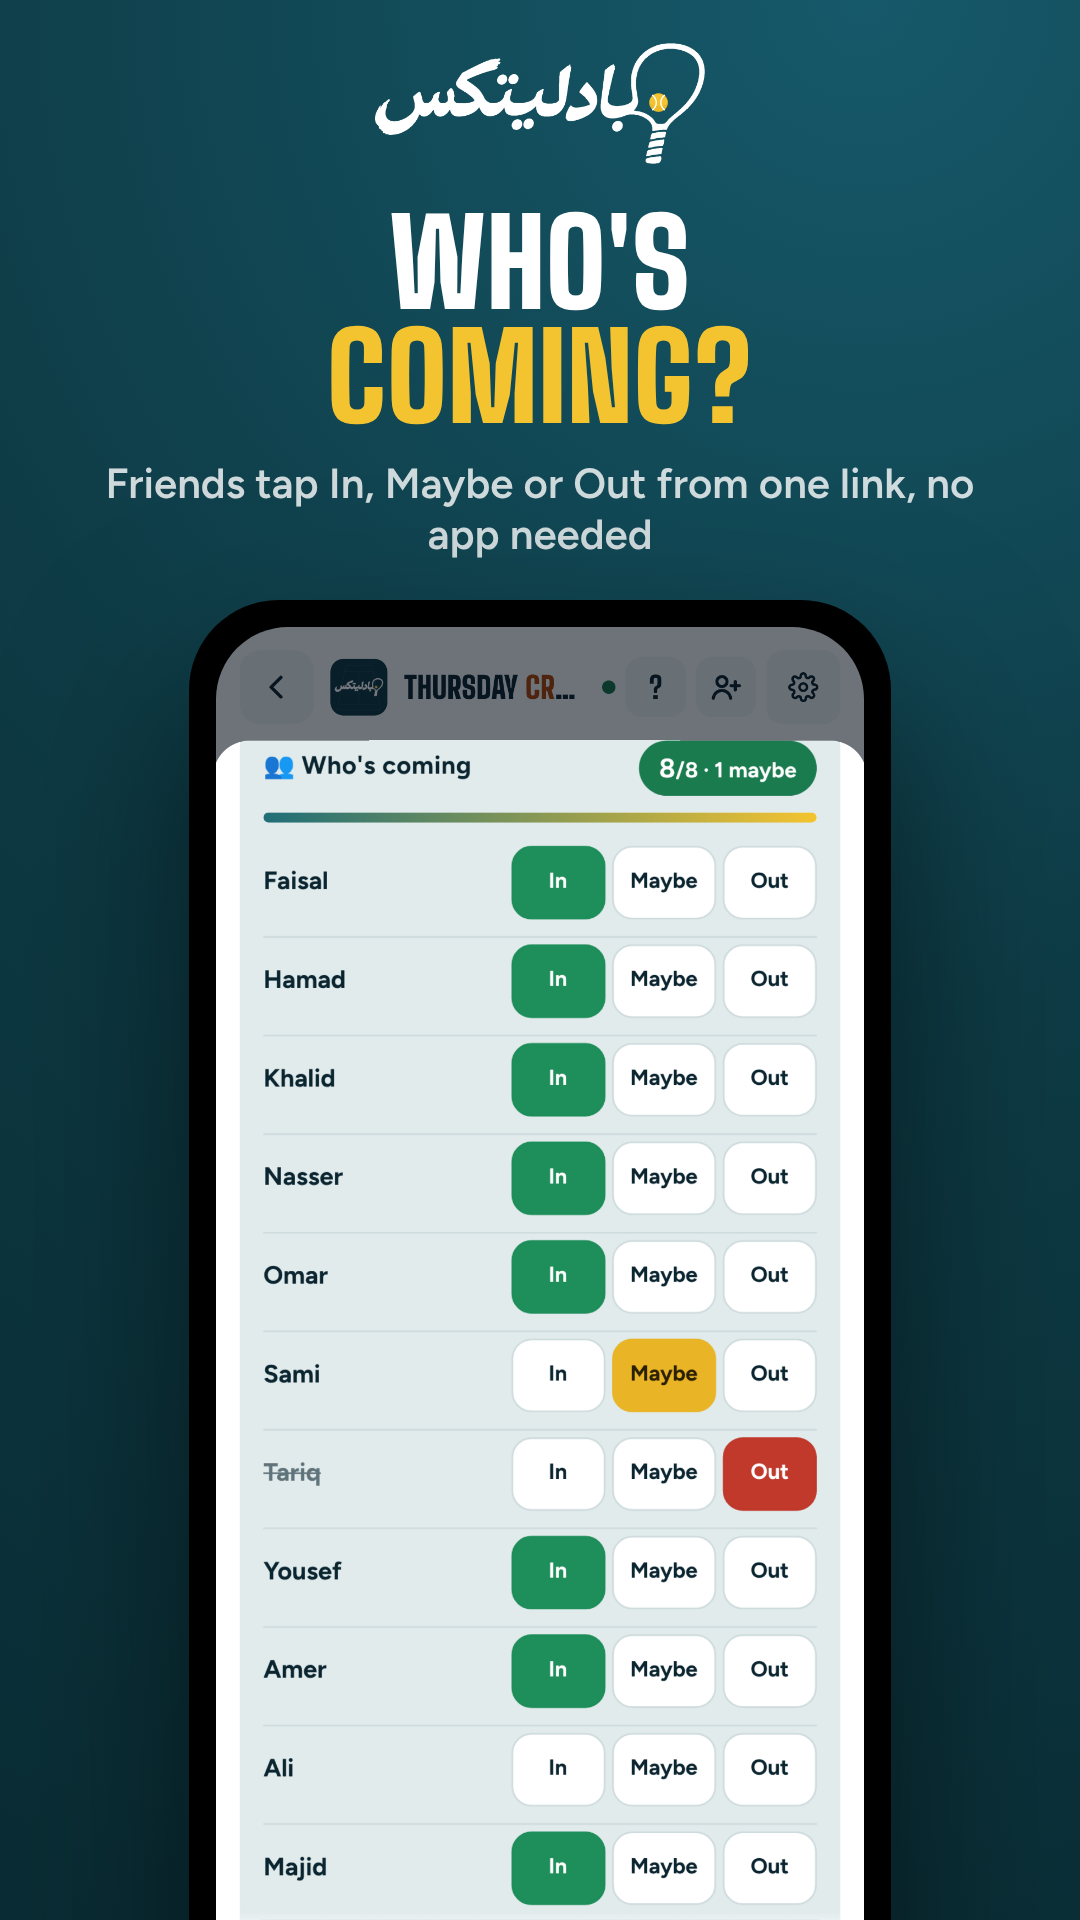 بادليتكس
WHO'S
COMING?
Friends tap In, Maybe or Out from one link, no
app needed
بادليتكس THURSDAY CR... ?
👥 Who's coming 8/8 · 1 maybe
Faisal In Maybe Out
Hamad In Maybe Out
Khalid In Maybe Out
Nasser In Maybe Out
Omar In Maybe Out
Sami In Maybe Out
Tariq In Maybe Out
Yousef In Maybe Out
Amer In Maybe Out
Ali In Maybe Out
Majid In Maybe Out